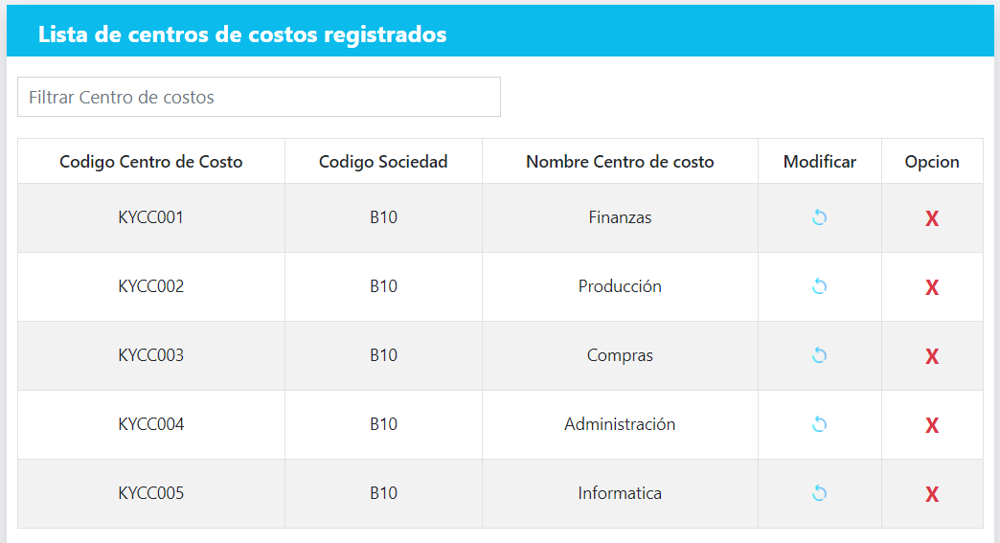 Lista de centros de costos registrados
Filtrar Centro de costos
Codigo Centro de Costo Codigo Sociedad Nombre Centro de costo Modificar Opcion
KYCC001 B10 Finanzas X
KYCC002 B10 Producción X
KYCC003 B10 Compras X
KYCC004 B10 Administración X
KYCC005 B10 Informatica X